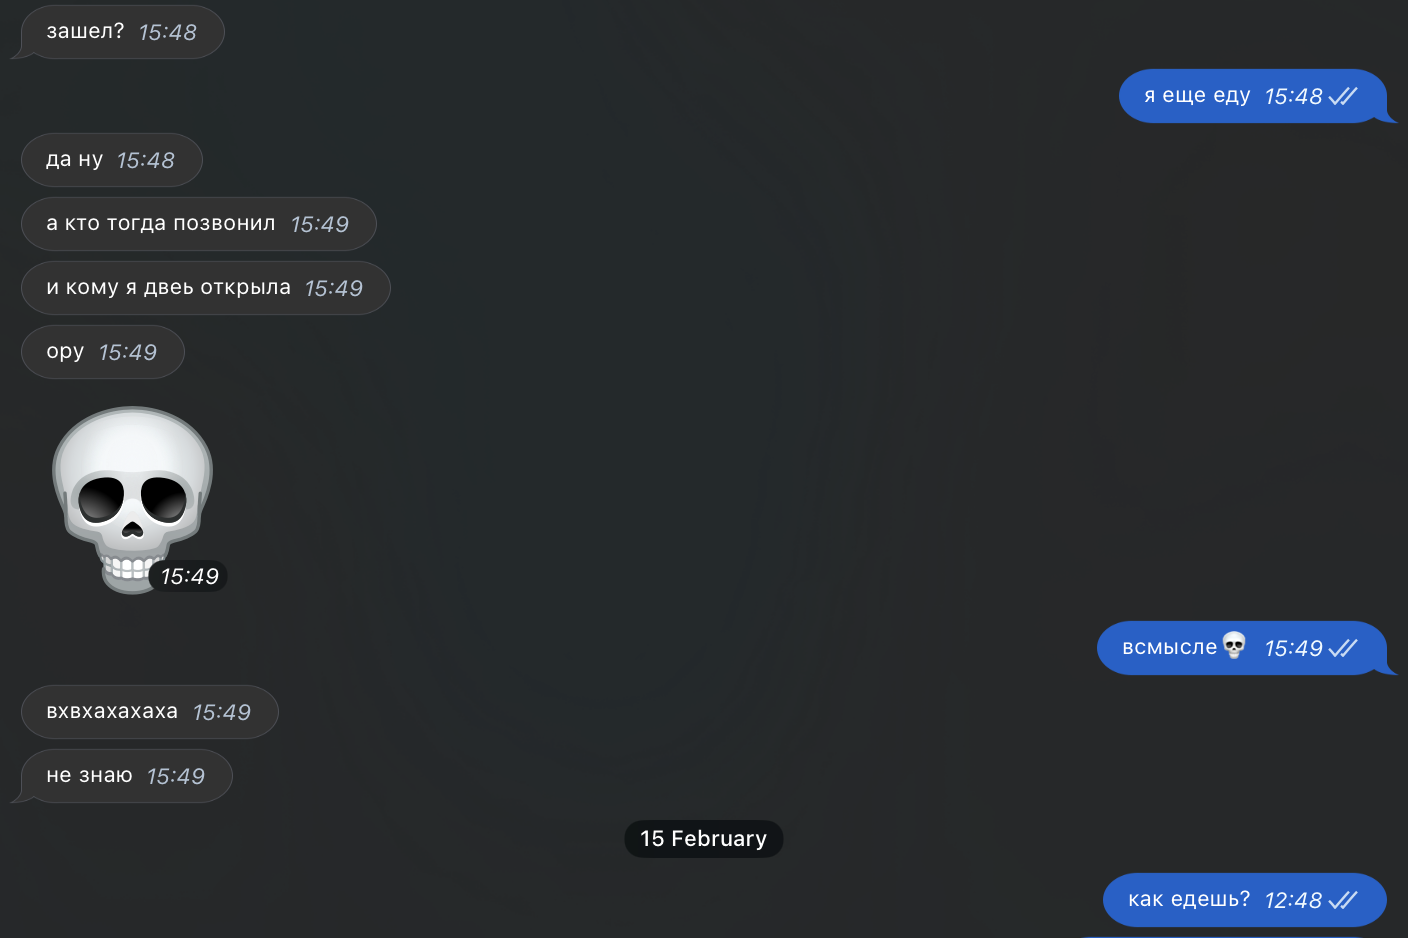 зашел? 15:48
я еще еду 15:48
да ну 15:48
а кто тогда позвонил 15:49
и кому я двеь открыла 15:49
ору 15:49
15:49
всмысле💀 15:49
вхвхахахаха 15:49
не знаю 15:49
15 February
как едешь? 12:48